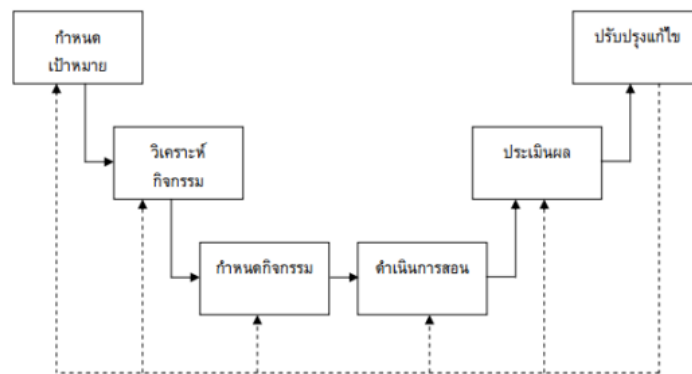 กำหนด
เป้าหมาย
วิเคราะห์
กิจกรรม
กำหนดกิจกรรม
ดำเนินการสอน
ประเมินผล
ปรับปรุงแก้ไข